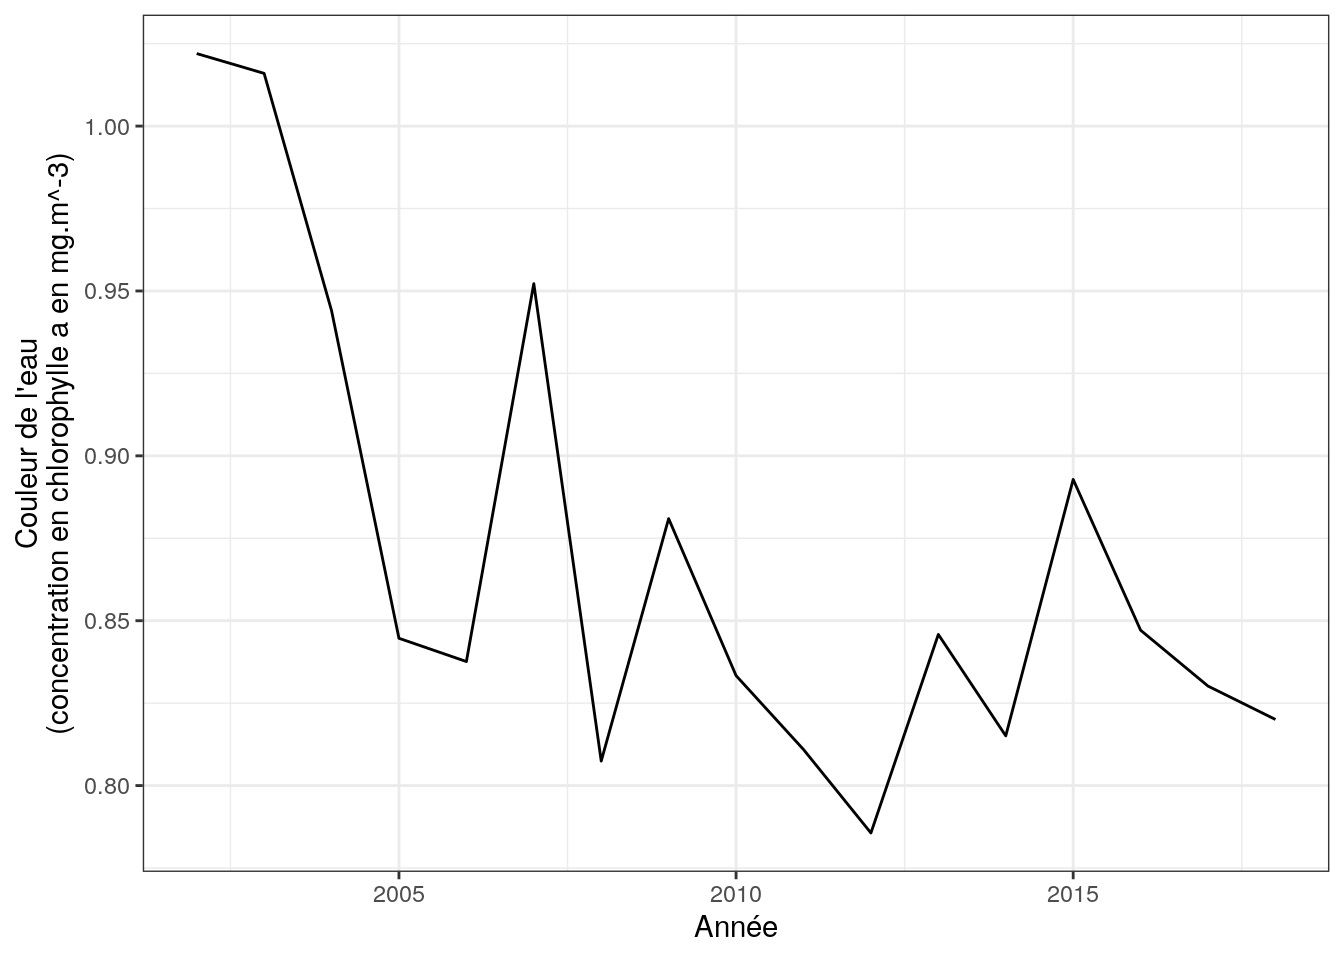 Couleur de l'eau
(concentration en chlorophylle a en mg.m^-3)
1.00
0.95
0.90
0.85
0.80
2005
2010
2015
Année